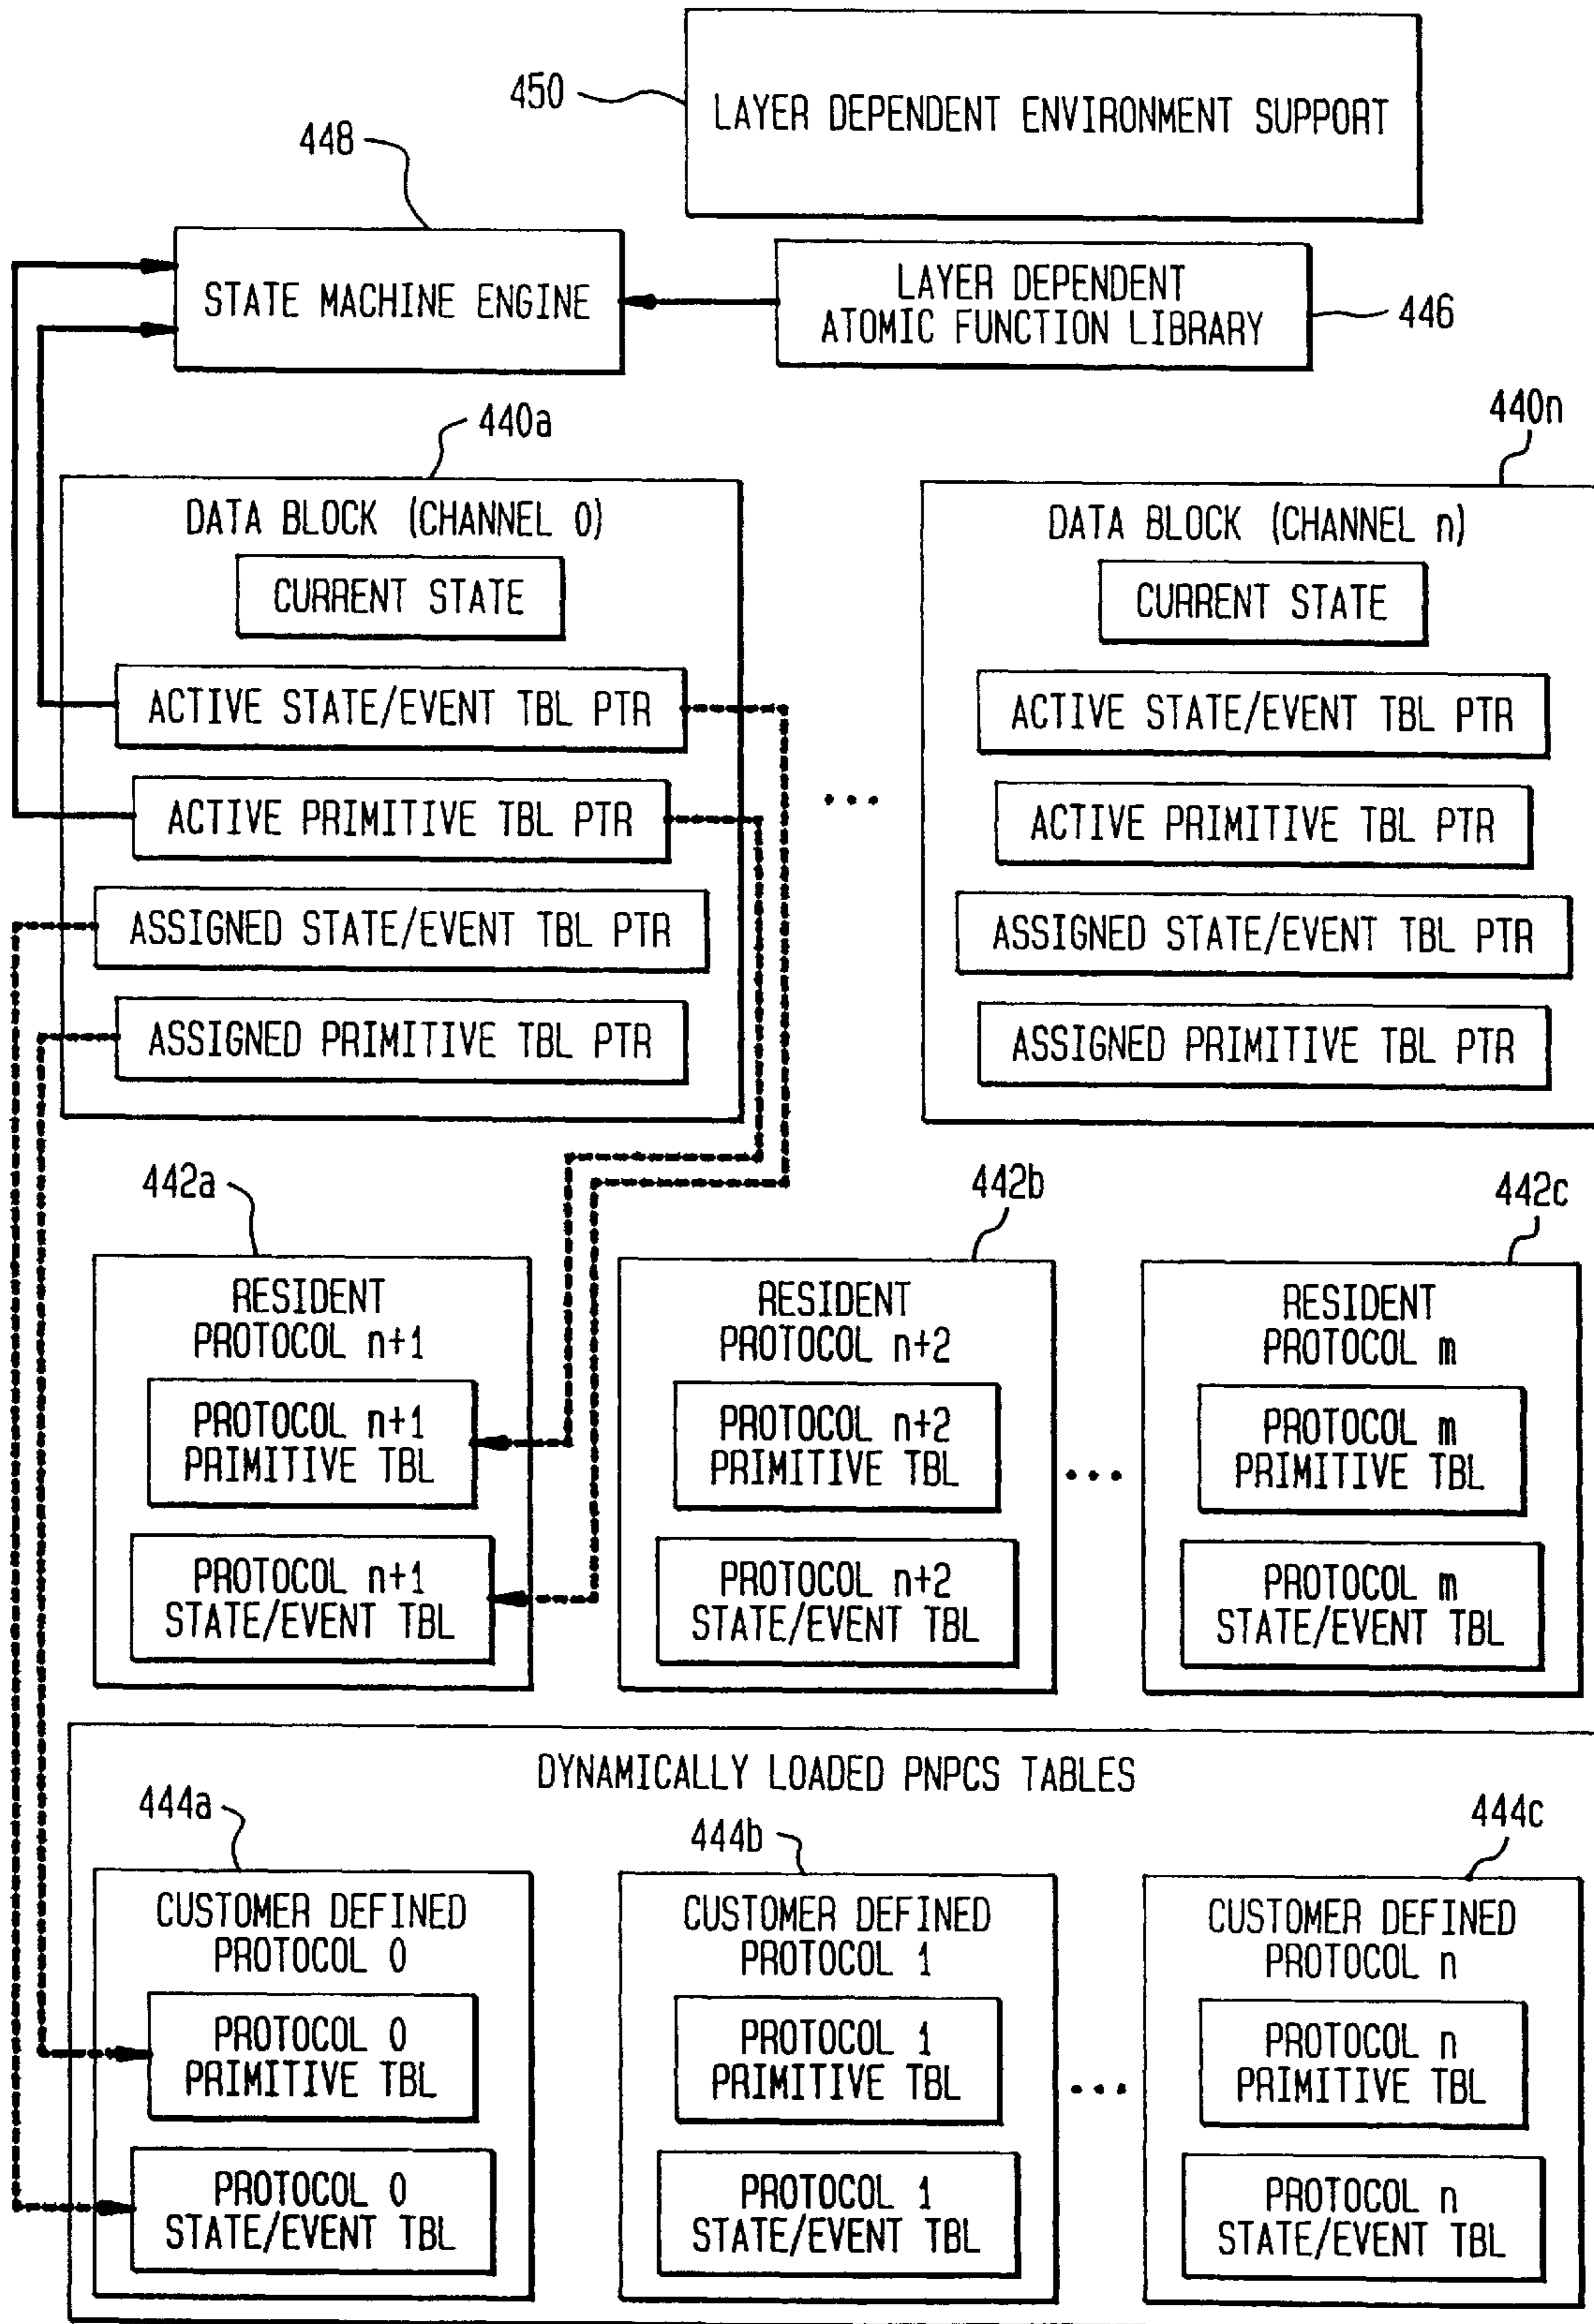 450
LAYER DEPENDENT ENVIRONMENT SUPPORT
448
STATE MACHINE ENGINE
LAYER DEPENDENT
ATOMIC FUNCTION LIBRARY
446
440a
DATA BLOCK (CHANNEL 0)
CURRENT STATE
ACTIVE STATE/EVENT TBL PTR
ACTIVE PRIMITIVE TBL PTR
ASSIGNED STATE/EVENT TBL PTR
ASSIGNED PRIMITIVE TBL PTR
...
440n
DATA BLOCK (CHANNEL n)
CURRENT STATE
ACTIVE STATE/EVENT TBL PTR
ACTIVE PRIMITIVE TBL PTR
ASSIGNED STATE/EVENT TBL PTR
ASSIGNED PRIMITIVE TBL PTR
442a
RESIDENT
PROTOCOL n+1
PROTOCOL n+1
PRIMITIVE TBL
PROTOCOL n+1
STATE/EVENT TBL
442b
RESIDENT
PROTOCOL n+2
PROTOCOL n+2
PRIMITIVE TBL
PROTOCOL n+2
STATE/EVENT TBL
...
442c
RESIDENT
PROTOCOL m
PROTOCOL m
PRIMITIVE TBL
PROTOCOL m
STATE/EVENT TBL
DYNAMICALLY LOADED PNPCS TABLES
444a
CUSTOMER DEFINED
PROTOCOL 0
PROTOCOL 0
PRIMITIVE TBL
PROTOCOL 0
STATE/EVENT TBL
444b
CUSTOMER DEFINED
PROTOCOL 1
PROTOCOL 1
PRIMITIVE TBL
PROTOCOL 1
STATE/EVENT TBL
...
444c
CUSTOMER DEFINED
PROTOCOL n
PROTOCOL n
PRIMITIVE TBL
PROTOCOL n
STATE/EVENT TBL